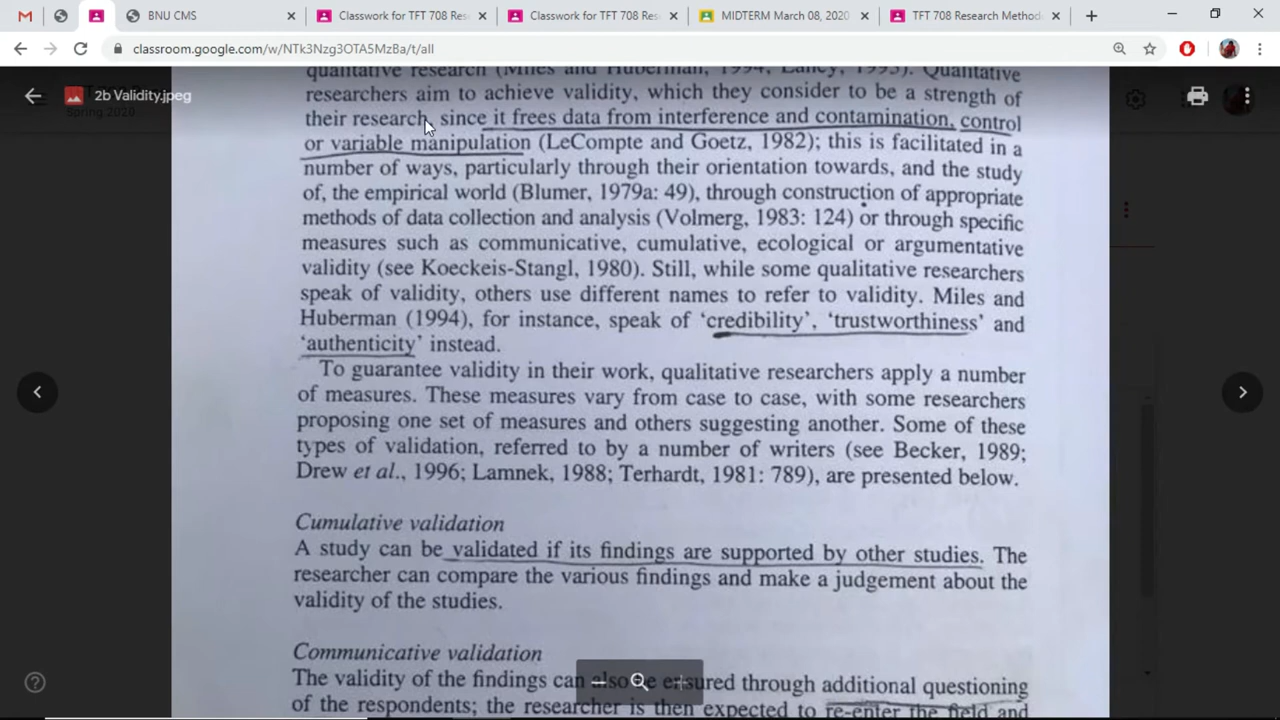 BNU CMS
Classwork for TFT 708 Res
Classwork for TFT 708 Res
MIDTERM March 08, 2020
TFT 708 Research Method
classroom.google.com/w/NTk3Nzg3OTA5MzBa/t/all
2b Validity.jpeg
Spring 2020
qualitative research (Miles and Huberman, 1994; Lancy, 1993). Qualitative
researchers aim to achieve validity, which they consider to be a strength of
their research, since it frees data from interference and contamination, control
or variable manipulation (LeCompte and Goetz, 1982); this is facilitated in a
number of ways, particularly through their orientation towards, and the study
of, the empirical world (Blumer, 1979a: 49), through construction of appropriate
methods of data collection and analysis (Volmerg, 1983: 124) or through specific
measures such as communicative, cumulative, ecological or argumentative
validity (see Koeckeis-Stangl, 1980). Still, while some qualitative researchers
speak of validity, others use different names to refer to validity. Miles and
Huberman (1994), for instance, speak of ‘credibility’, ‘trustworthiness’ and
‘authenticity’ instead.
To guarantee validity in their work, qualitative researchers apply a number
of measures. These measures vary from case to case, with some researchers
proposing one set of measures and others suggesting another. Some of these
types of validation, referred to by a number of writers (see Becker, 1989;
Drew et al., 1996; Lamnek, 1988; Terhardt, 1981: 789), are presented below.
Cumulative validation
A study can be validated if its findings are supported by other studies. The
researcher can compare the various findings and make a judgement about the
validity of the studies.
Communicative validation
The validity of the findings can also be ensured through additional questioning
of the respondents; the researcher is then expected to re-enter the field and